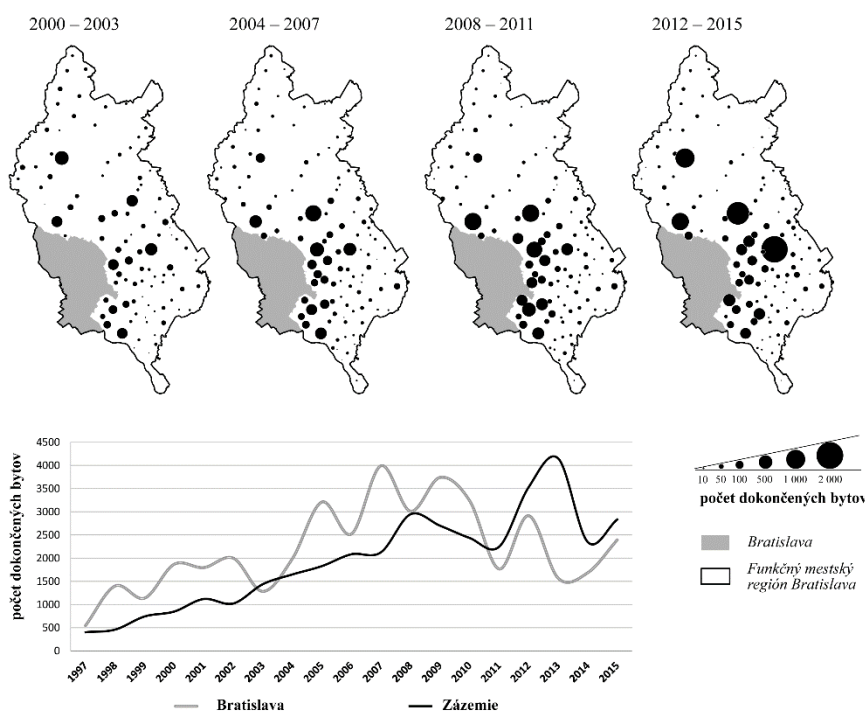 2000 – 2003
2004 – 2007
2008 – 2011
2012 – 2015
počet dokončených bytov
4500
4000
3500
3000
2500
2000
1500
1000
500
0
1997
1998
1999
2000
2001
2002
2003
2004
2005
2006
2007
2008
2009
2010
2011
2012
2013
2014
2015
Bratislava
Zázemie
10 50 100 500 1 000 2 000
počet dokončených bytov
Bratislava
Funkčný mestský
región Bratislava